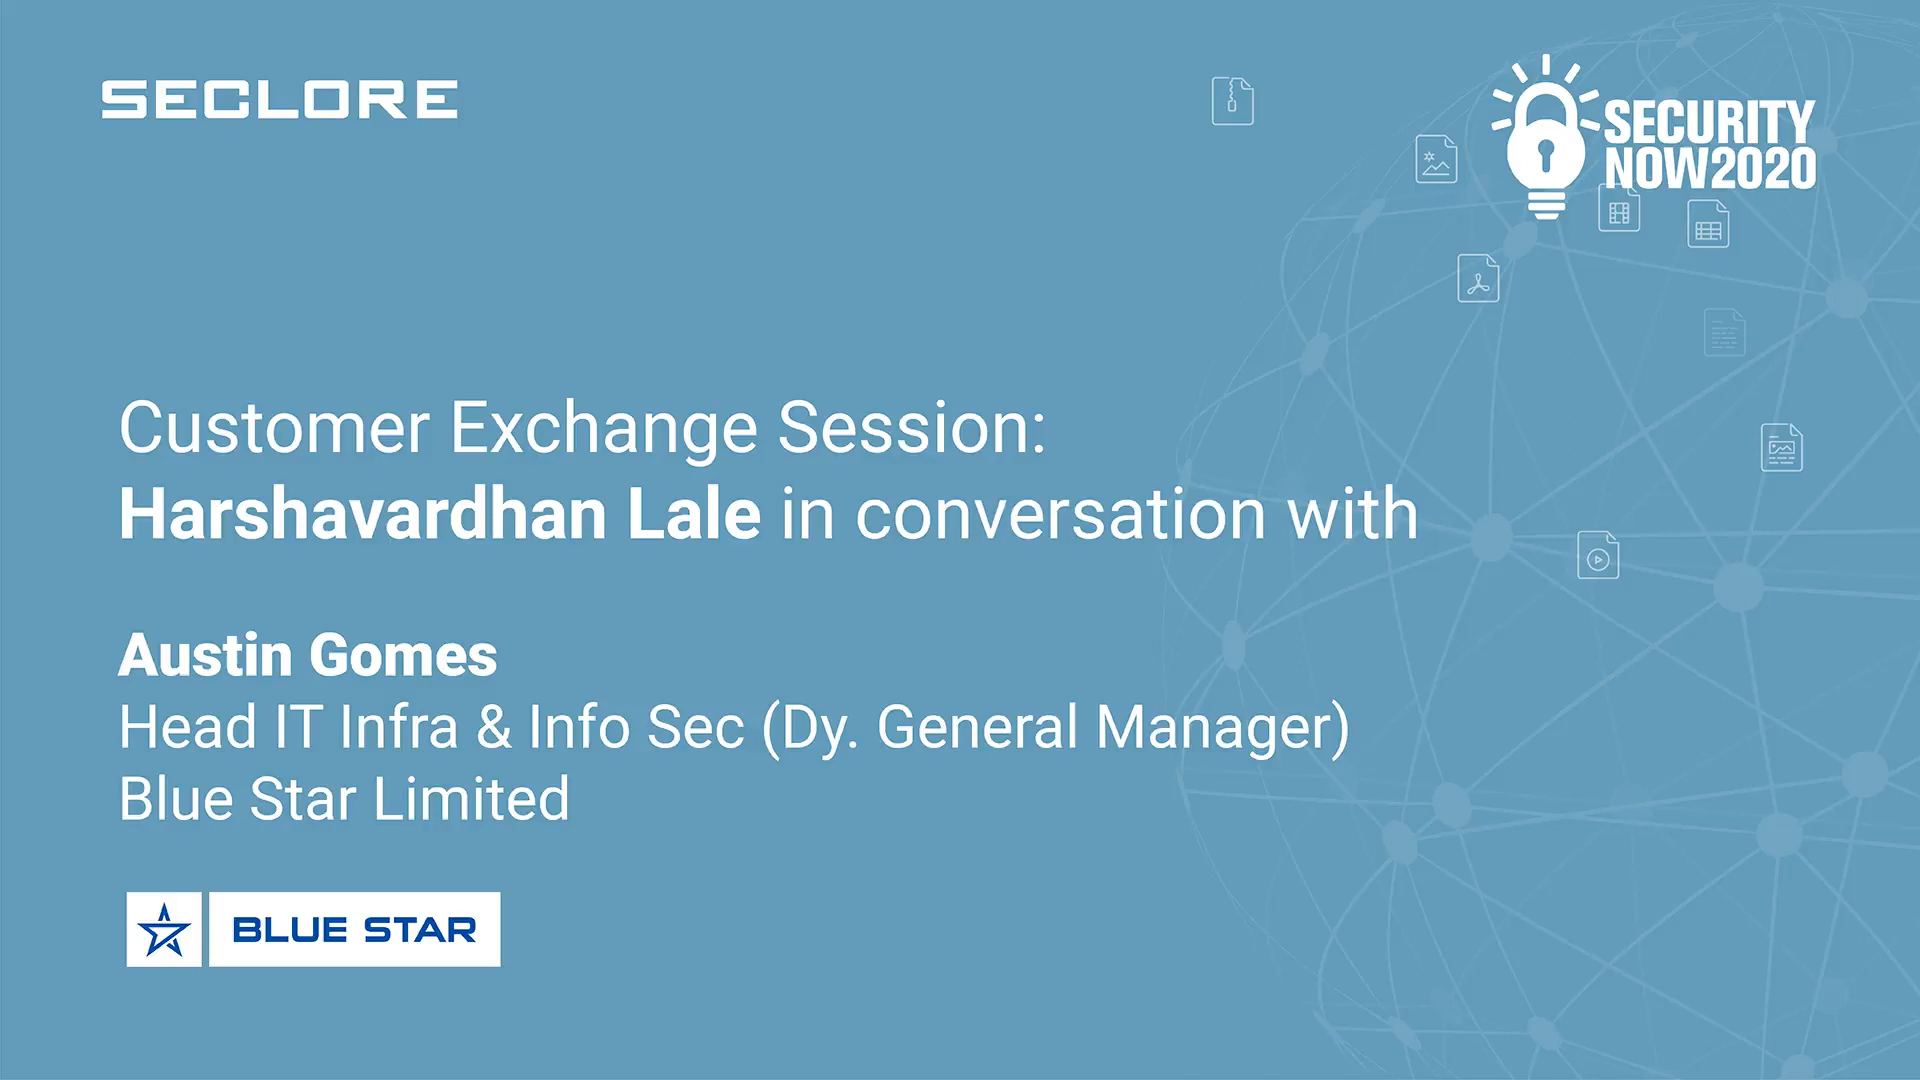 SECLORE
SECURITY
NOW2020
Customer Exchange Session:
Harshavardhan Lale in conversation with
Austin Gomes
Head IT Infra & Info Sec (Dy. General Manager)
Blue Star Limited
BLUE STAR